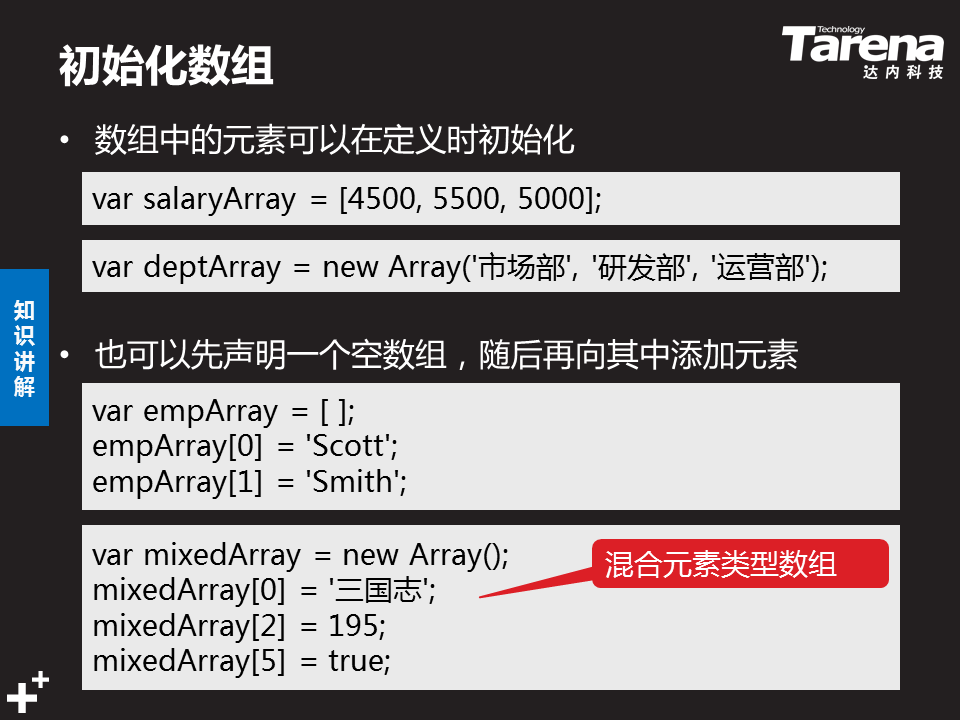 初始化数组
Technology
Tarena
达内科技
• 数组中的元素可以在定义时初始化
var salaryArray = [4500, 5500, 5000];
var deptArray = new Array('市场部', '研发部', '运营部');
知识讲解
• 也可以先声明一个空数组，随后再向其中添加元素
var empArray = [ ];
empArray[0] = 'Scott';
empArray[1] = 'Smith';
var mixedArray = new Array();
混合元素类型数组
mixedArray[0] = '三国志';
mixedArray[2] = 195;
mixedArray[5] = true;